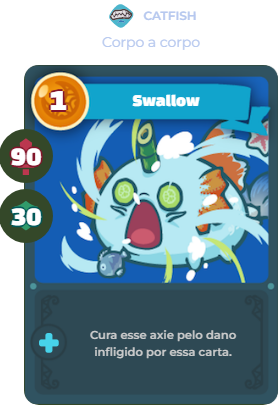 CATFISH
Corpo a corpo
1
Swallow
90
30
Cura esse axie pelo dano
infligido por essa carta.